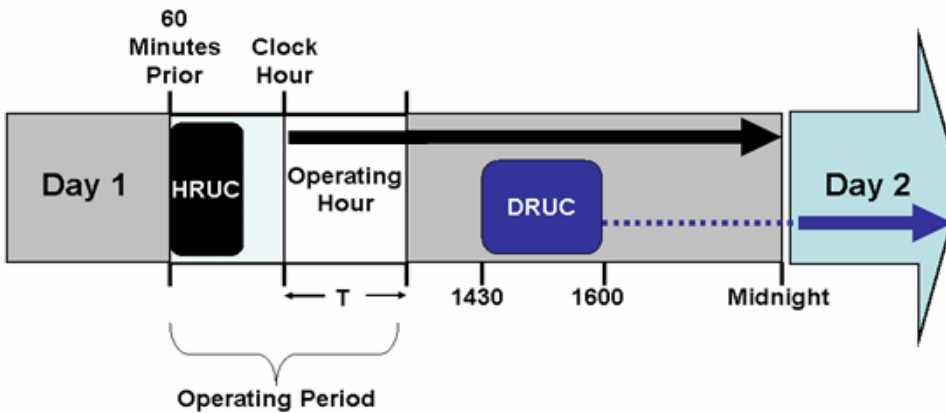 60
Minutes
Prior
Clock
Hour
Day 1
HRUC
Operating
Hour
DRUC
Day 2
T
1430
1600
Midnight
Operating Period